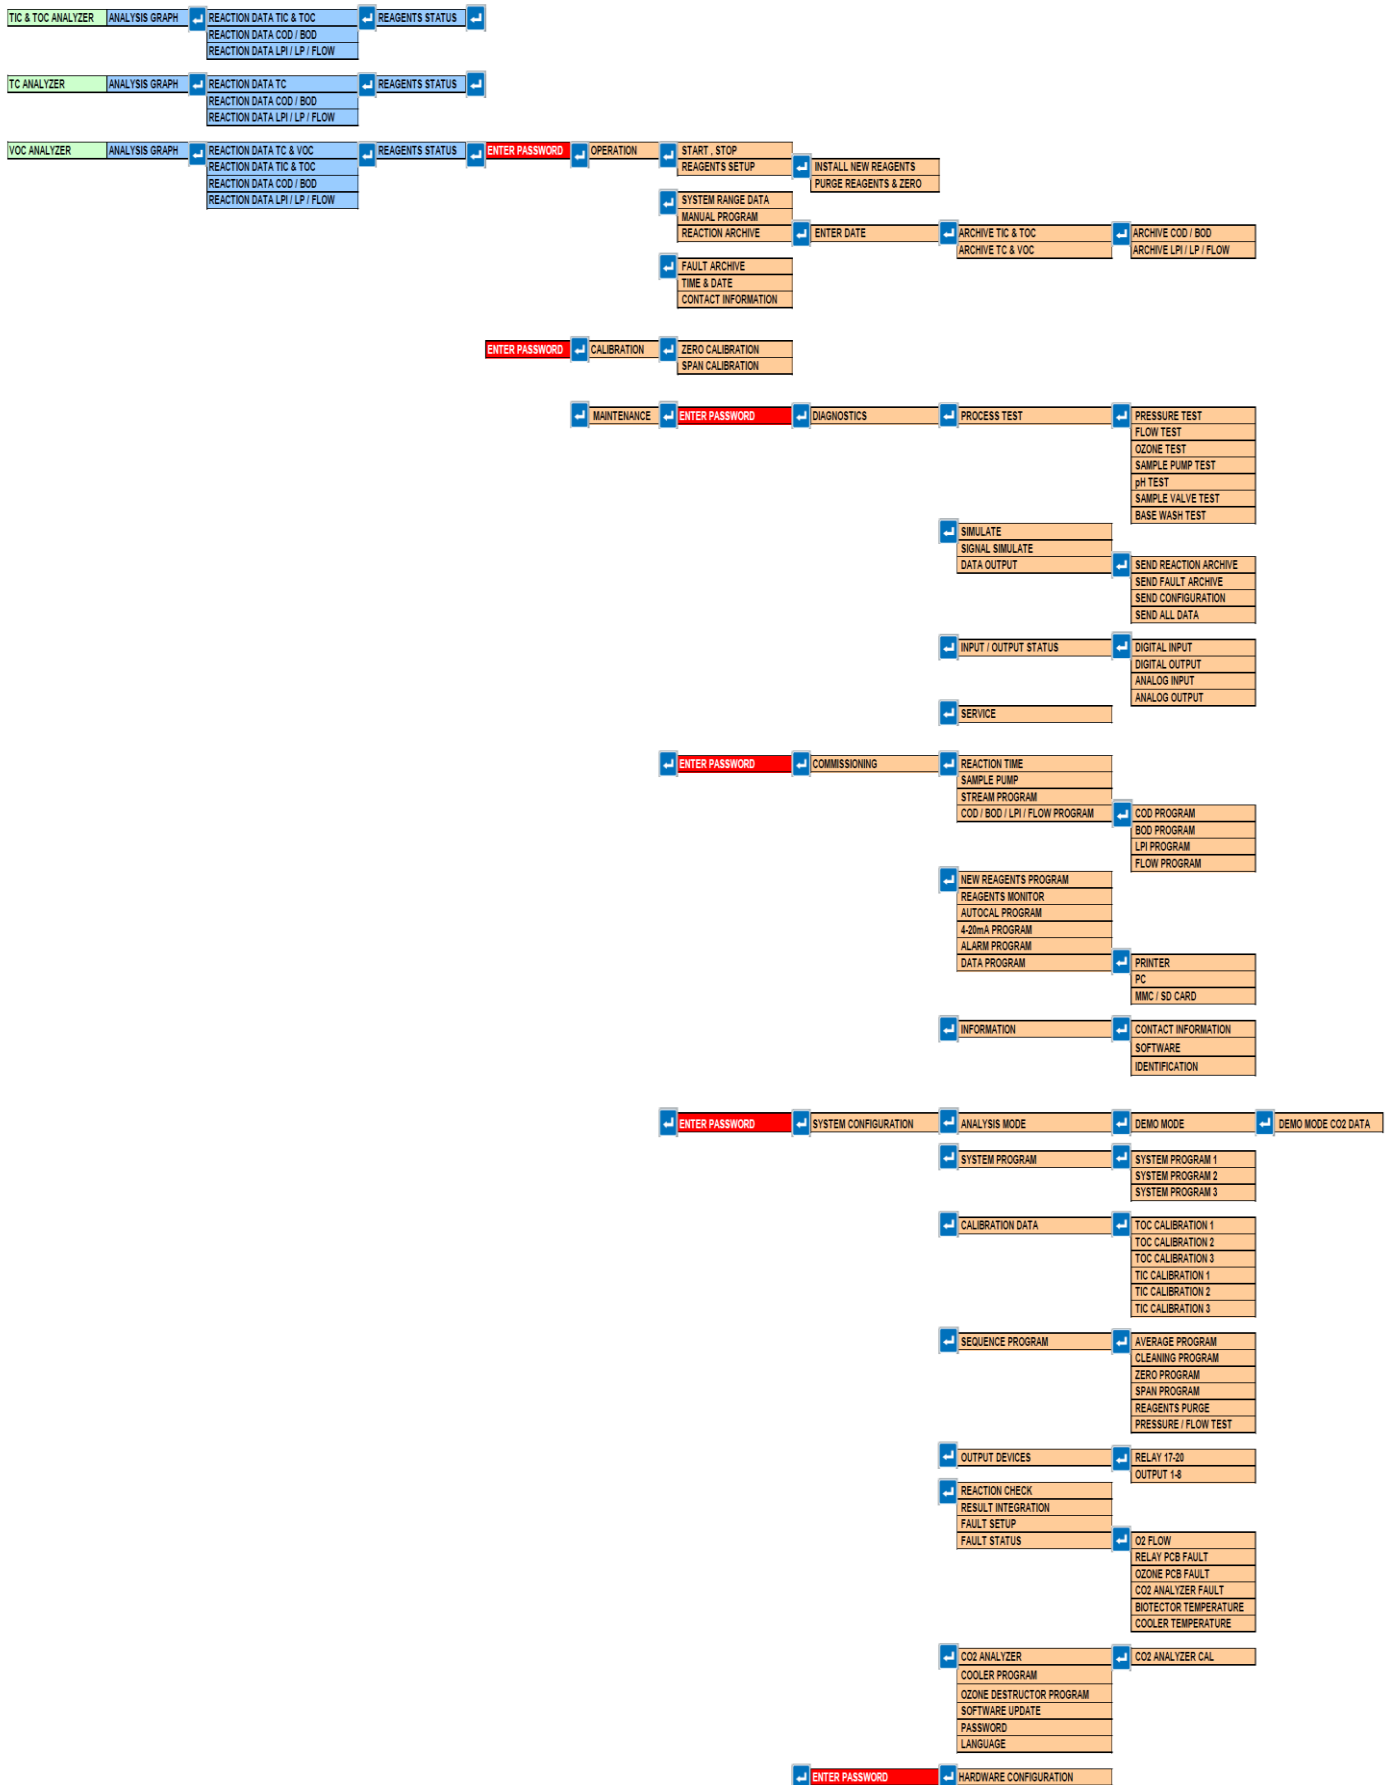 TIC & TOC ANALYZER ANALYSIS GRAPH REACTION DATA TIC & TOC REAGENTS STATUS
REACTION DATA COD / BOD
REACTION DATA LPI / LP / FLOW
TC ANALYZER ANALYSIS GRAPH REACTION DATA TC REAGENTS STATUS
REACTION DATA COD / BOD
REACTION DATA LPI / LP / FLOW
VOC ANALYZER ANALYSIS GRAPH REACTION DATA TC & VOC REAGENTS STATUS ENTER PASSWORD OPERATION START , STOP
REACTION DATA TIC & TOC REAGENTS SETUP INSTALL NEW REAGENTS
REACTION DATA COD / BOD PURGE REAGENTS & ZERO
REACTION DATA LPI / LP / FLOW SYSTEM RANGE DATA
MANUAL PROGRAM
REACTION ARCHIVE ENTER DATE ARCHIVE TIC & TOC ARCHIVE COD / BOD
ARCHIVE TC & VOC ARCHIVE LPI / LP / FLOW
FAULT ARCHIVE
TIME & DATE
CONTACT INFORMATION
ENTER PASSWORD CALIBRATION ZERO CALIBRATION
SPAN CALIBRATION
MAINTENANCE ENTER PASSWORD DIAGNOSTICS PROCESS TEST PRESSURE TEST
FLOW TEST
OZONE TEST
SAMPLE PUMP TEST
pH TEST
SAMPLE VALVE TEST
BASE WASH TEST
SIMULATE
SIGNAL SIMULATE
DATA OUTPUT SEND REACTION ARCHIVE
SEND FAULT ARCHIVE
SEND CONFIGURATION
SEND ALL DATA
INPUT / OUTPUT STATUS DIGITAL INPUT
DIGITAL OUTPUT
ANALOG INPUT
ANALOG OUTPUT
SERVICE
ENTER PASSWORD COMMISSIONING REACTION TIME
SAMPLE PUMP
STREAM PROGRAM
COD / BOD / LPI / FLOW PROGRAM COD PROGRAM
BOD PROGRAM
LPI PROGRAM
FLOW PROGRAM
NEW REAGENTS PROGRAM
REAGENTS MONITOR
AUTOCAL PROGRAM
4-20mA PROGRAM
ALARM PROGRAM
DATA PROGRAM PRINTER
PC
MMC / SD CARD
INFORMATION CONTACT INFORMATION
SOFTWARE
IDENTIFICATION
ENTER PASSWORD SYSTEM CONFIGURATION ANALYSIS MODE DEMO MODE DEMO MODE CO2 DATA
SYSTEM PROGRAM SYSTEM PROGRAM 1
SYSTEM PROGRAM 2
SYSTEM PROGRAM 3
CALIBRATION DATA TOC CALIBRATION 1
TOC CALIBRATION 2
TOC CALIBRATION 3
TIC CALIBRATION 1
TIC CALIBRATION 2
TIC CALIBRATION 3
SEQUENCE PROGRAM AVERAGE PROGRAM
CLEANING PROGRAM
ZERO PROGRAM
SPAN PROGRAM
REAGENTS PURGE
PRESSURE / FLOW TEST
OUTPUT DEVICES RELAY 17-20
OUTPUT 1-8
REACTION CHECK
RESULT INTEGRATION
FAULT SETUP
FAULT STATUS O2 FLOW
RELAY PCB FAULT
OZONE PCB FAULT
CO2 ANALYZER FAULT
BIOTECTOR TEMPERATURE
COOLER TEMPERATURE
CO2 ANALYZER CO2 ANALYZER CAL
COOLER PROGRAM
OZONE DESTRUCTOR PROGRAM
SOFTWARE UPDATE
PASSWORD
LANGUAGE
ENTER PASSWORD HARDWARE CONFIGURATION